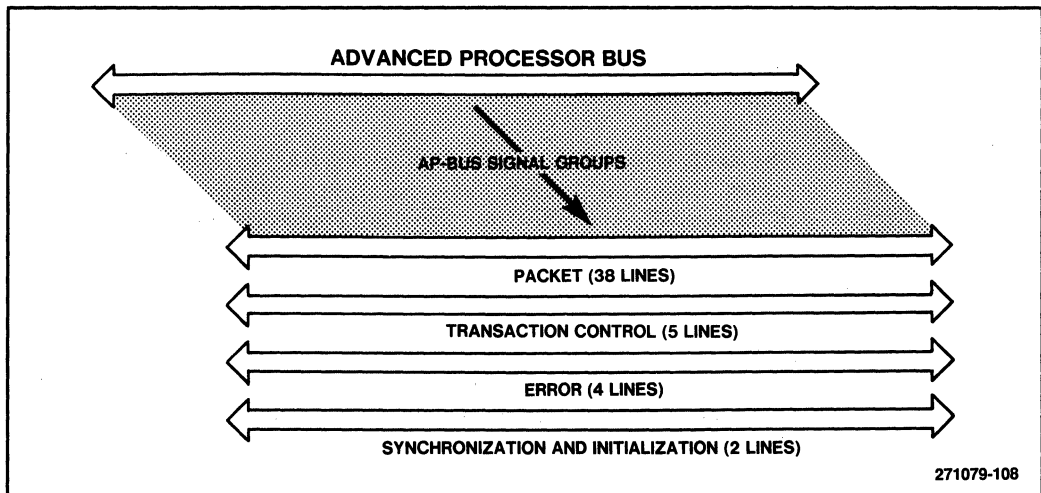 ADVANCED PROCESSOR BUS
AP-BUS SIGNAL GROUPS
PACKET (38 LINES)
TRANSACTION CONTROL (5 LINES)
ERROR (4 LINES)
SYNCHRONIZATION AND INITIALIZATION (2 LINES)
271079-108